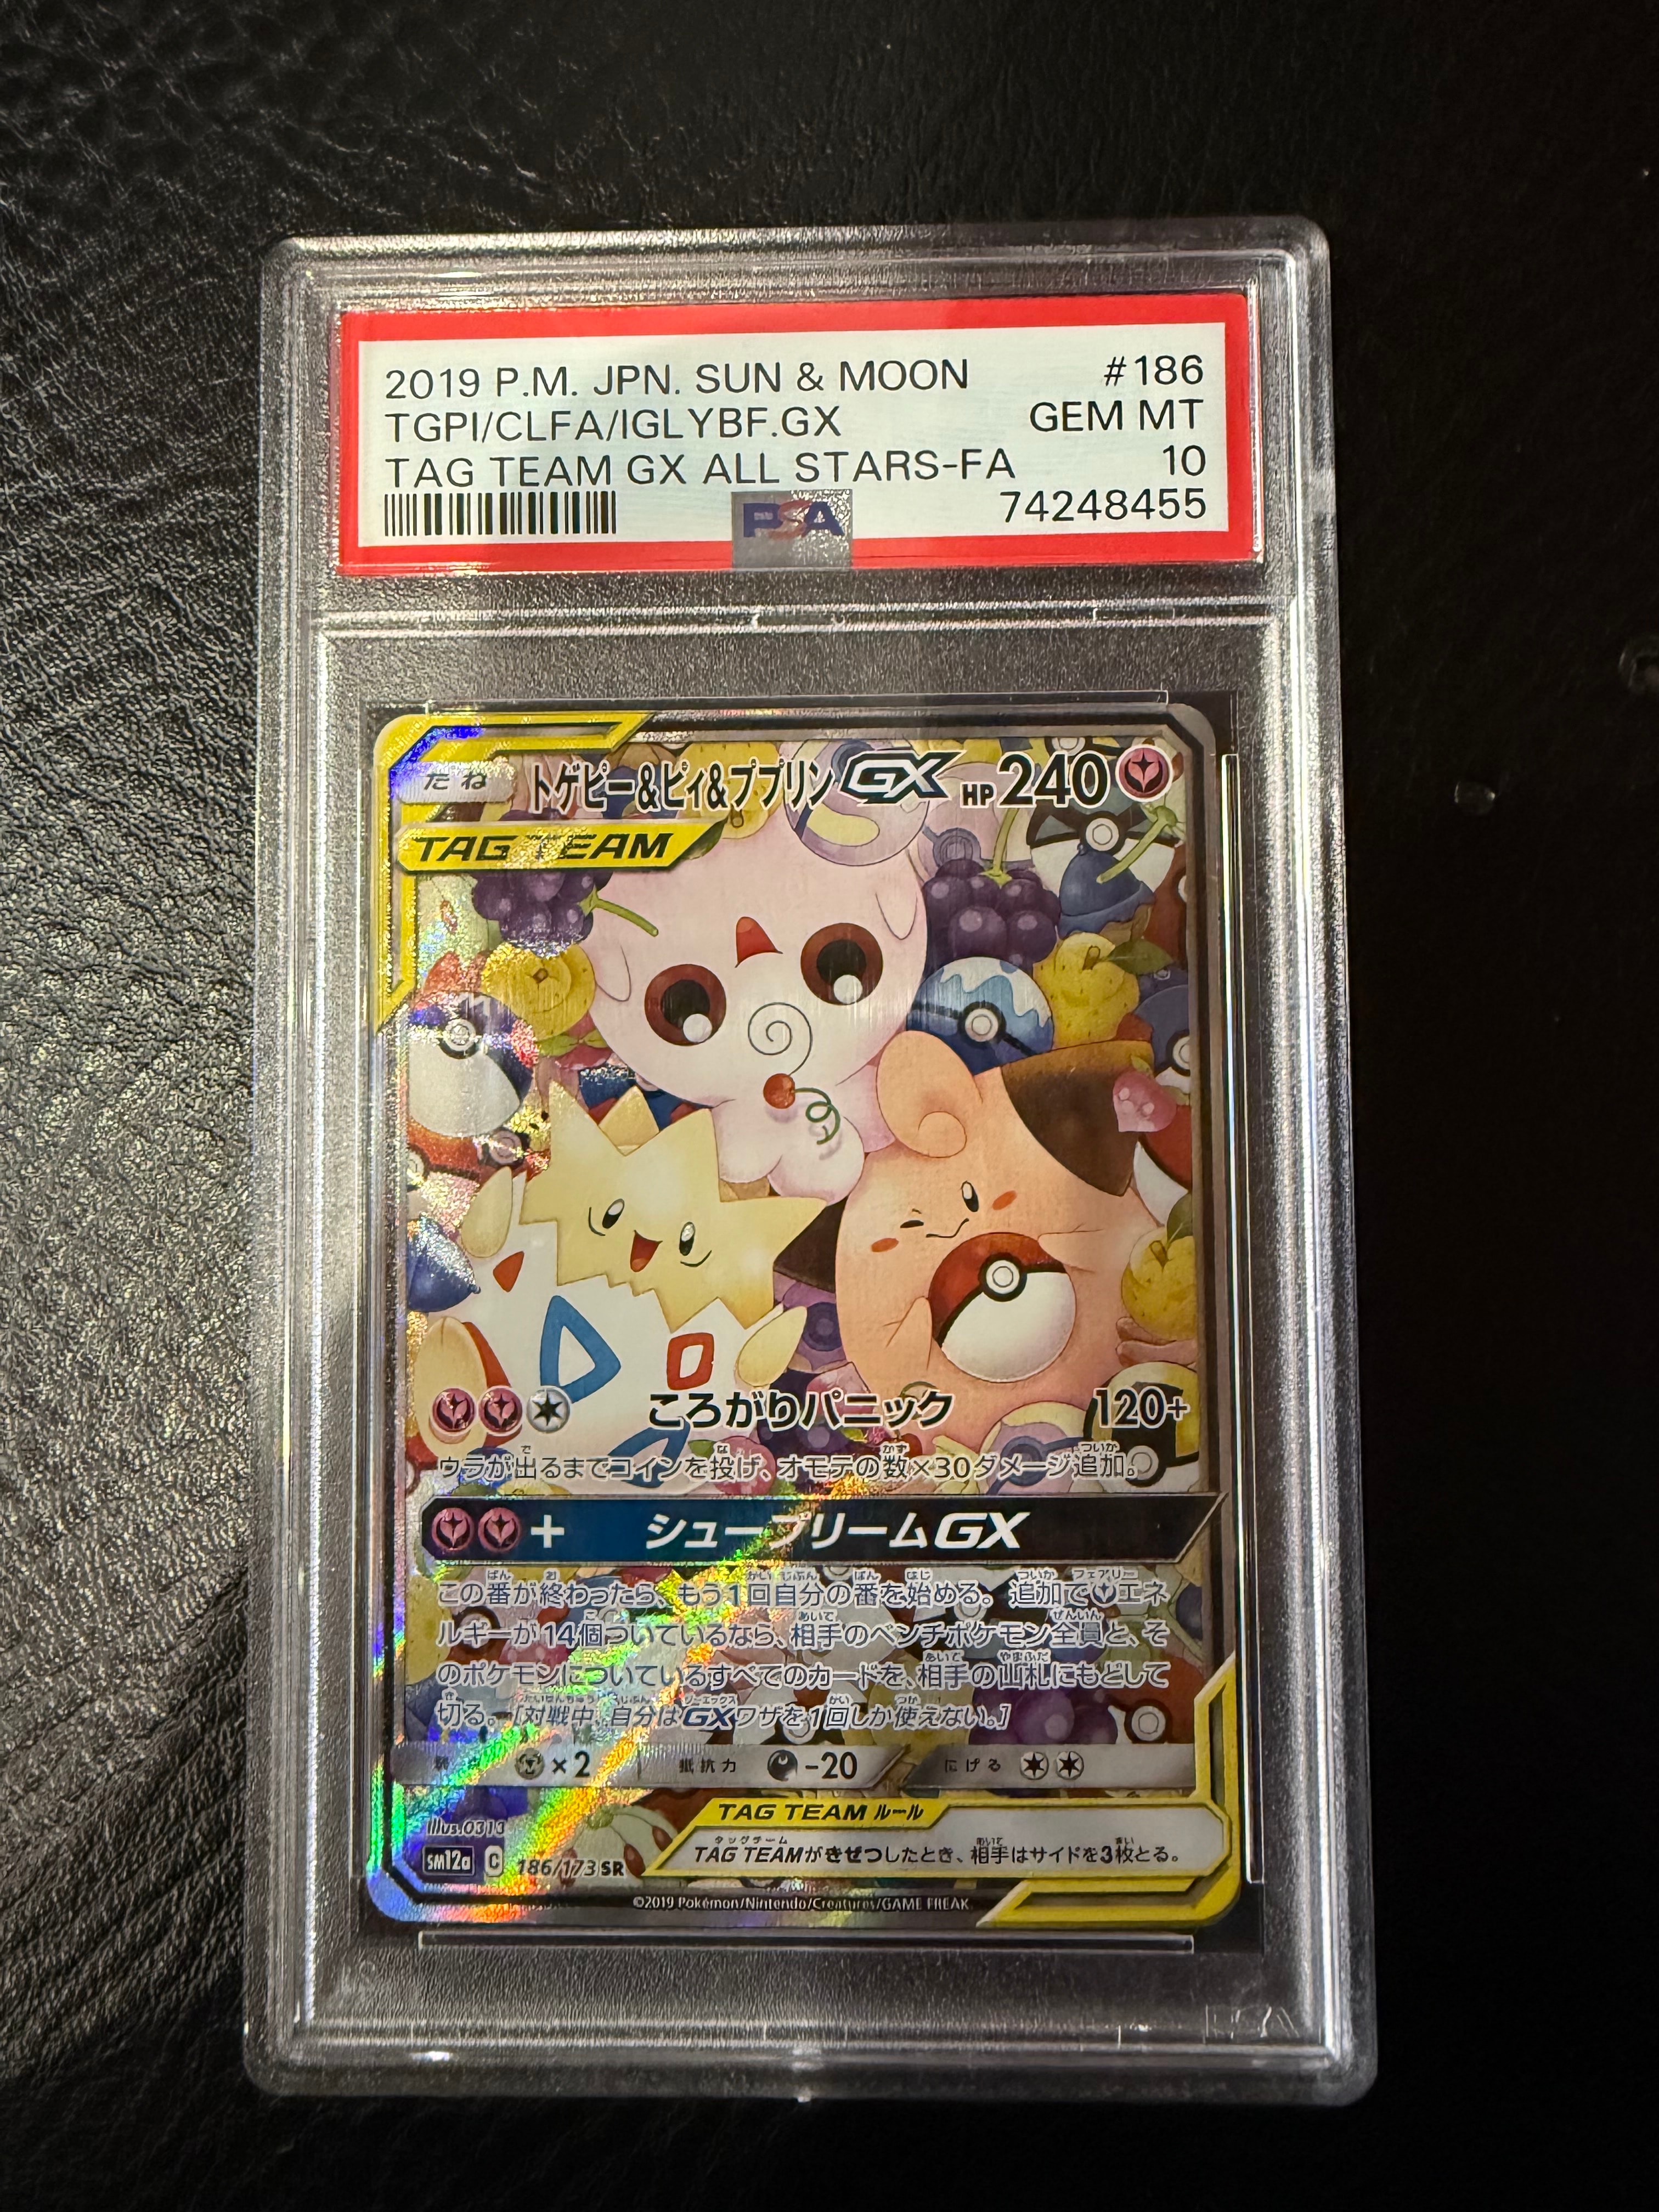 2019 P.M. JPN. SUN & MOON #186
TGPI/CLFA/IGLYBF.GX GEM MT
TAG TEAM GX ALL STARS-FA 10
PSA 74248455
たね トゲピー&ピィ&ププリンGX HP 240
TAG TEAM
ころがりパニック 120+
ウラが出るまでコインを投げ、オモテの数×30ダメージ追加。
+ シュープリームGX
この番が終わったら、もう1回自分の番を始める。追加でエネ
ルギーが14個ついているなら、相手のベンチポケモン全員と、そ
のポケモンについているすべてのカードを、相手の山札にもどして
切る。[対戦中、自分はGXワザを1回しか使えない。]
×2 抵抗力 -20 にげる
TAG TEAM ルール
TAG TEAMがきぜつしたとき、相手はサイドを3枚とる。
illus.0313
SM12a C 186/173 SR
©2019 Pokémon/Nintendo/Creatures/GAME FREAK